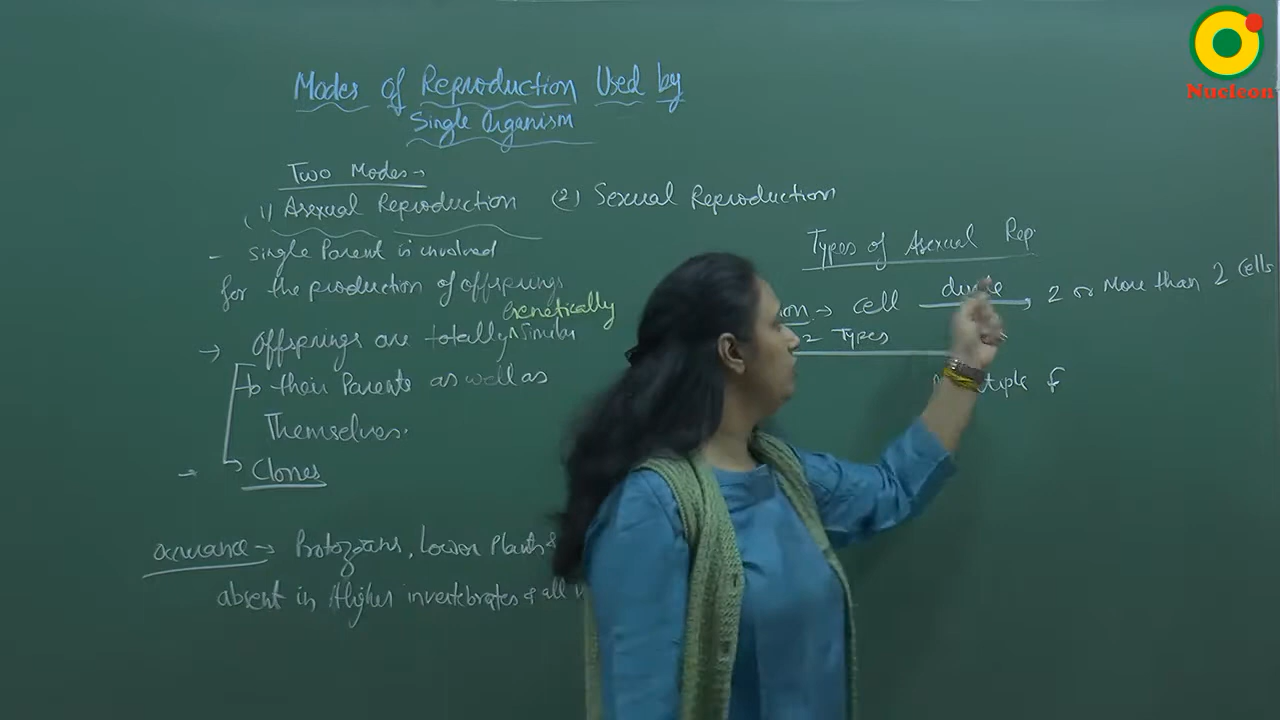 Nucleon
Modes of Reproduction Used by
Single Organism
Two Modes→
(1) Asexual Reproduction (2) Sexual Reproduction
- Single Parent is involved
for the production of offsprings
genetically
→ Offsprings are totally ^ Similar
to their Parents as well as
Themselves.
→ Clones
→ Protozoans, Lower Plants &
absent in Higher invertebrates & all
Types of Asexual Rep.
→ cell divide → 2 or More than 2 cells
2 Types